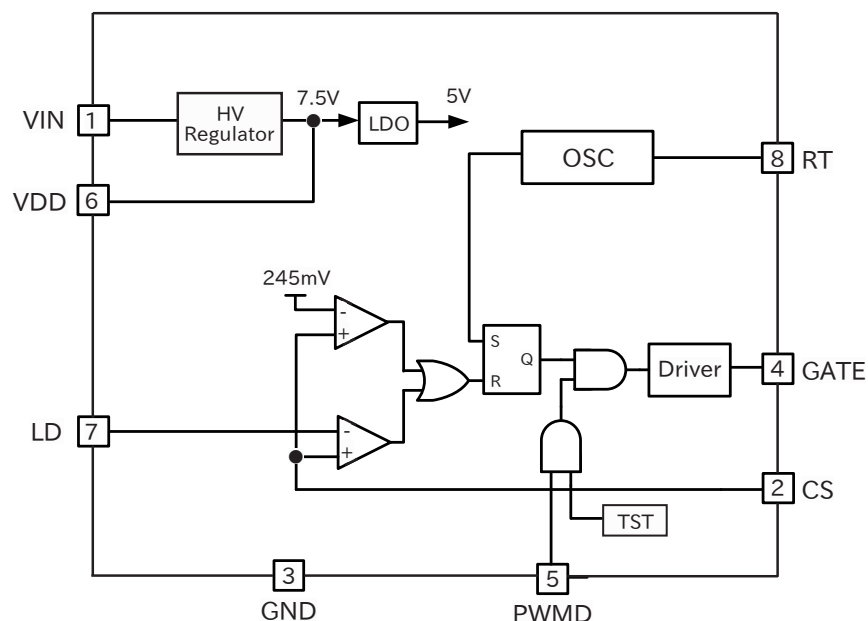 VIN
1
HV
Regulator
7.5V
LDO
5V
OSC
8
RT
VDD
6
245mV
-
+
S
Q
R
Driver
4
GATE
LD
7
-
+
2
CS
TST
3
GND
5
PWMD